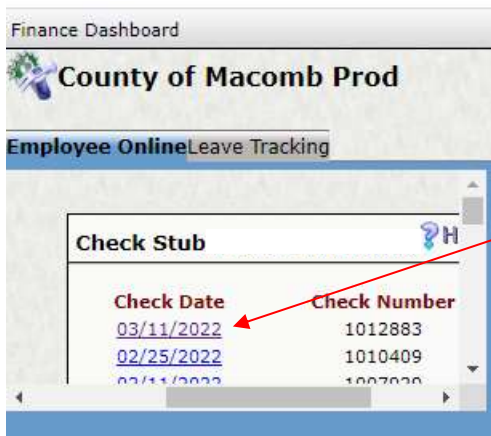 Finance Dashboard
County of Macomb Prod
Employee Online Leave Tracking
Check Stub H
Check Date Check Number
03/11/2022 1012883
02/25/2022 1010409